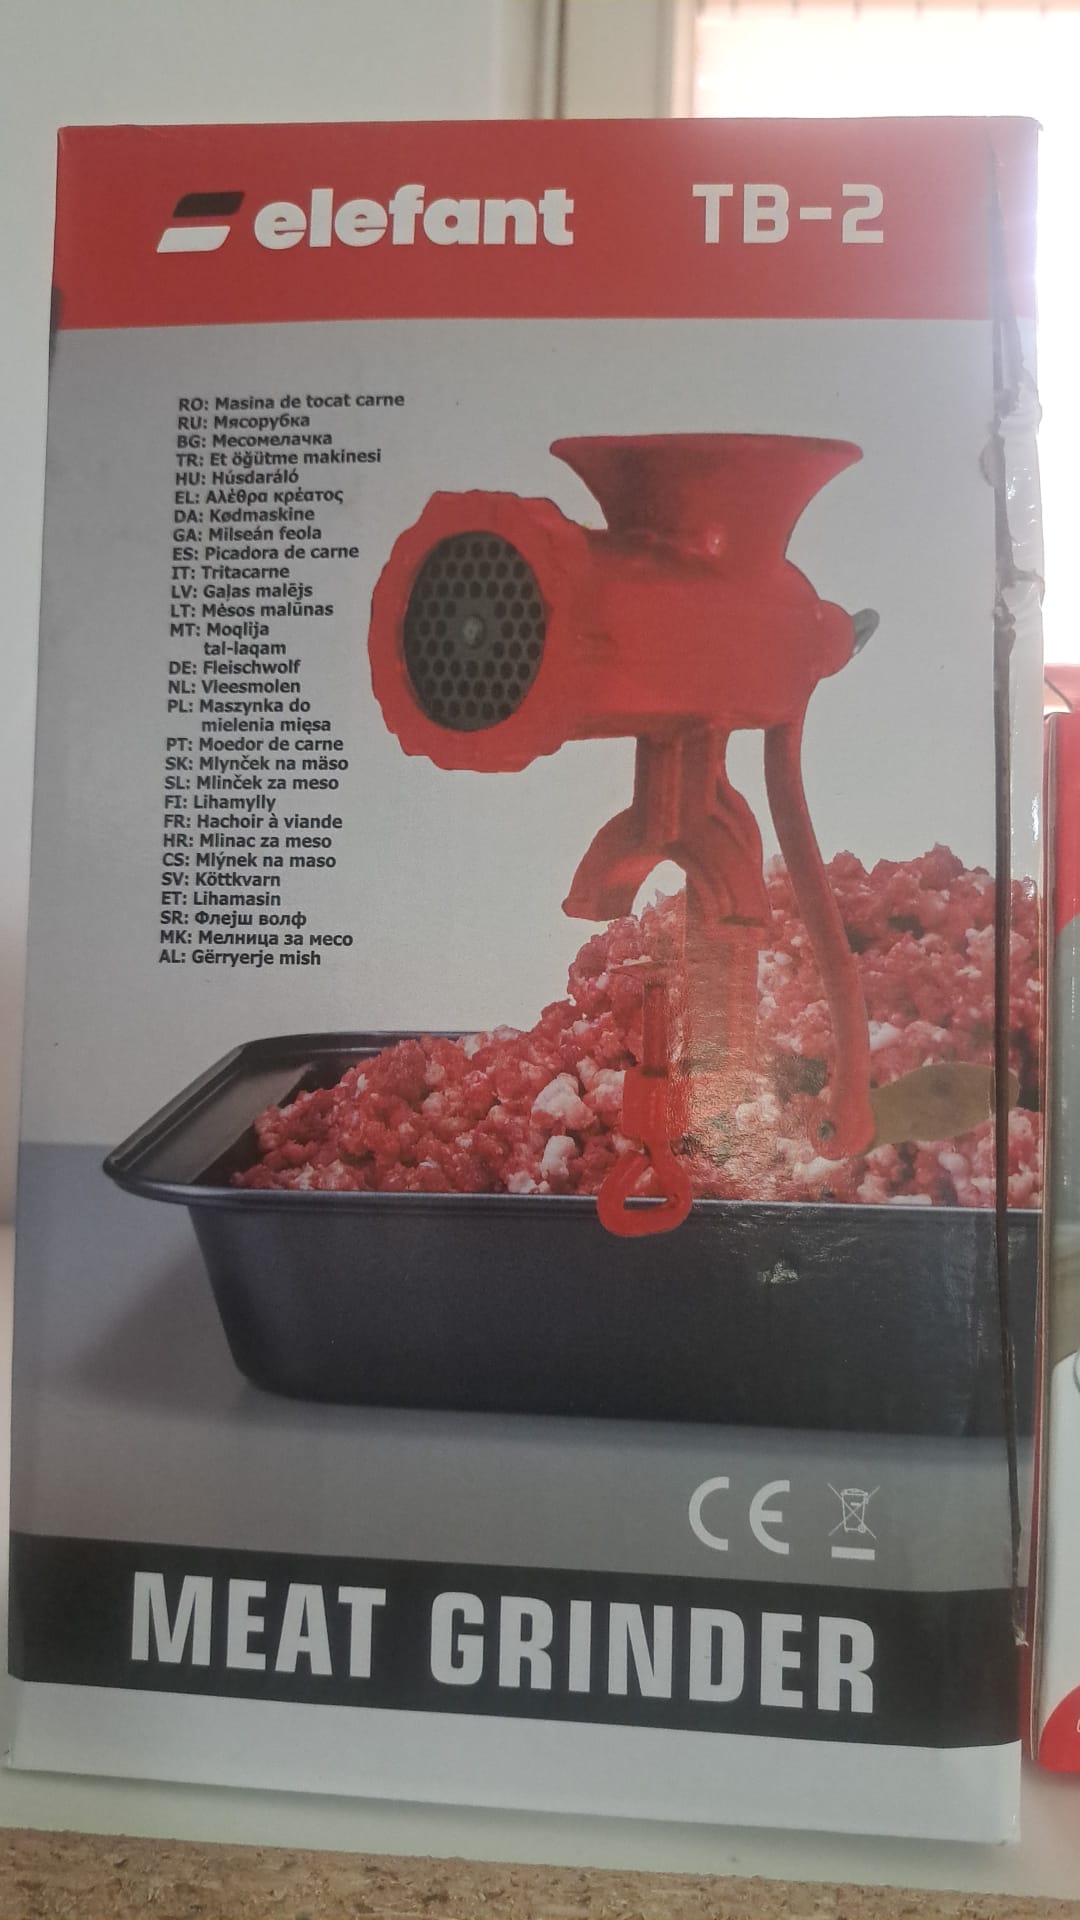 elefant TB-2
RO: Masina de tocat carne
RU: Мясорубка
BG: Месомелачка
TR: Et öğütme makinesi
HU: Húsdaráló
EL: Αλέθρα κρέατος
DA: Kødmaskine
GA: Milseán feola
ES: Picadora de carne
IT: Tritacarne
LV: Gaļas malējs
LT: Mėsos malūnas
MT: Moqlija
tal-laqam
DE: Fleischwolf
NL: Vleesmolen
PL: Maszynka do
mielenia mięsa
PT: Moedor de carne
SK: Mlynček na mäso
SL: Mlinček za meso
FI: Lihamylly
FR: Hachoir à viande
HR: Mlinac za meso
CS: Mlýnek na maso
SV: Köttkvarn
ET: Lihamasin
SR: Флејш волф
MK: Мелница за месо
AL: Gërryerje mish
CE
MEAT GRINDER